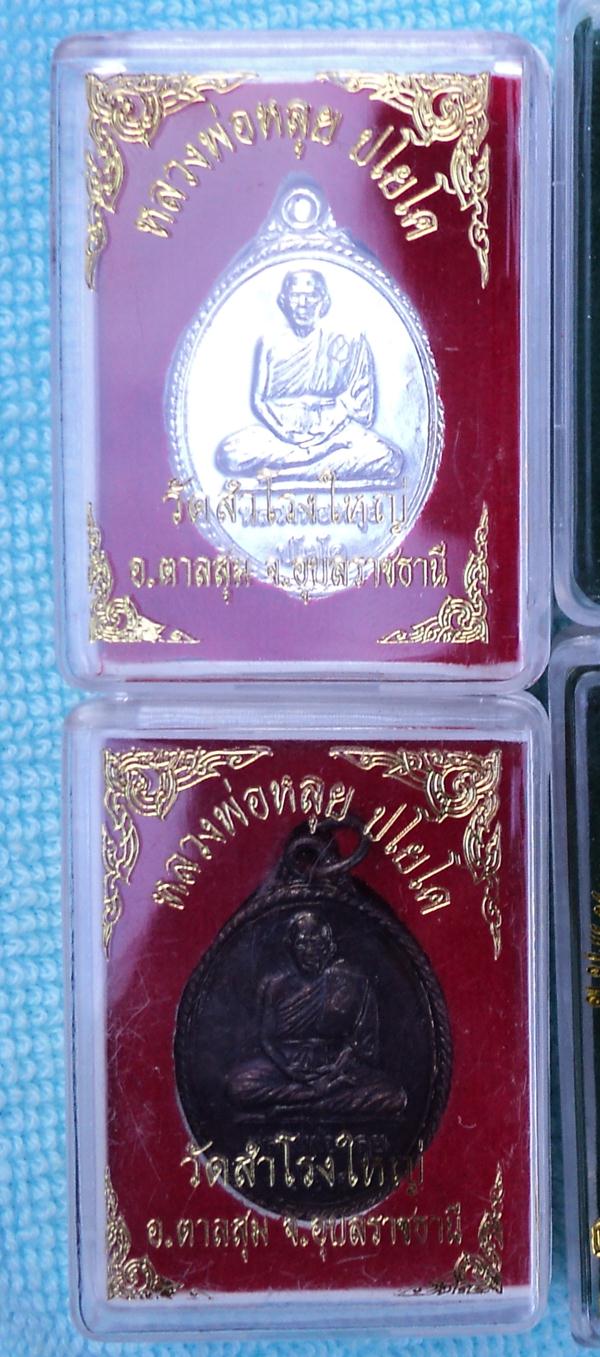 หลวงพ่อหลุย ปโยโค
วัดสำโรงใหญ่
อ.ตาลสุม จ.อุบลราชธานี
หลวงพ่อหลุย ปโยโค
วัดสำโรงใหญ่
อ.ตาลสุม จ.อุบลราชธานี